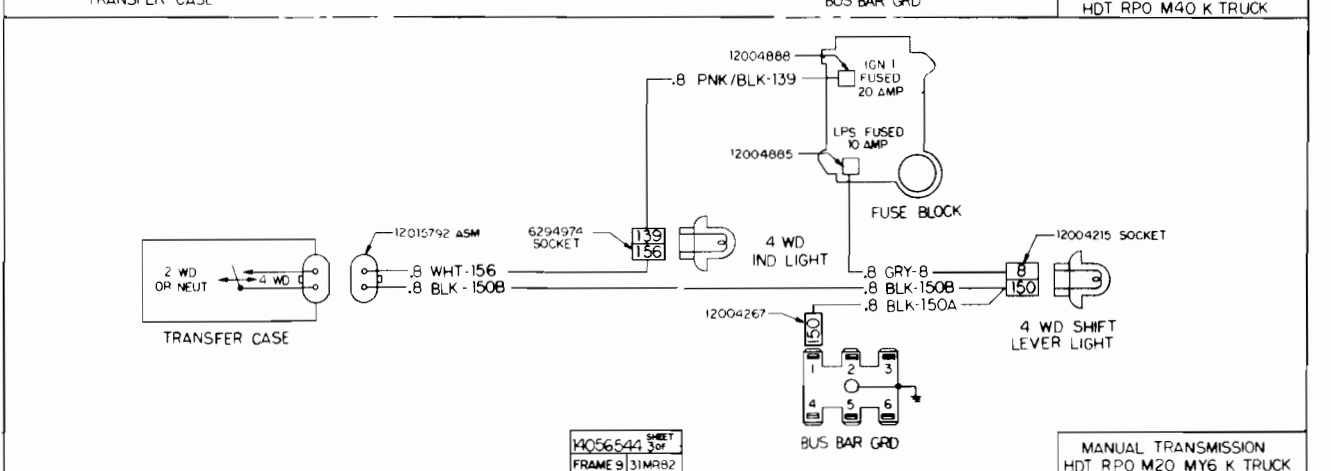 TRANSFER CASE
BUS BAR GRD
HDT RPO M40 K TRUCK
12004888
IGN 1
FUSED
20 AMP
.8 PNK/BLK-139
LPS FUSED
10 AMP
12004885
FUSE BLOCK
12015792 ASM
6294974
SOCKET
139
156
4 WD
IND LIGHT
12004215 SOCKET
2 WD
OR NEUT
4 WD
.8 WHT-156
.8 BLK-150B
.8 GRY-8
.8 BLK-150B
.8 BLK-150A
8
150
TRANSFER CASE
12004267
150
4 WD SHIFT
LEVER LIGHT
1
2
3
4
5
6
BUS BAR GRD
14056544 SHEET 3 OF
FRAME 9 31MR82
MANUAL TRANSMISSION
HDT RPO M20 MY6 K TRUCK